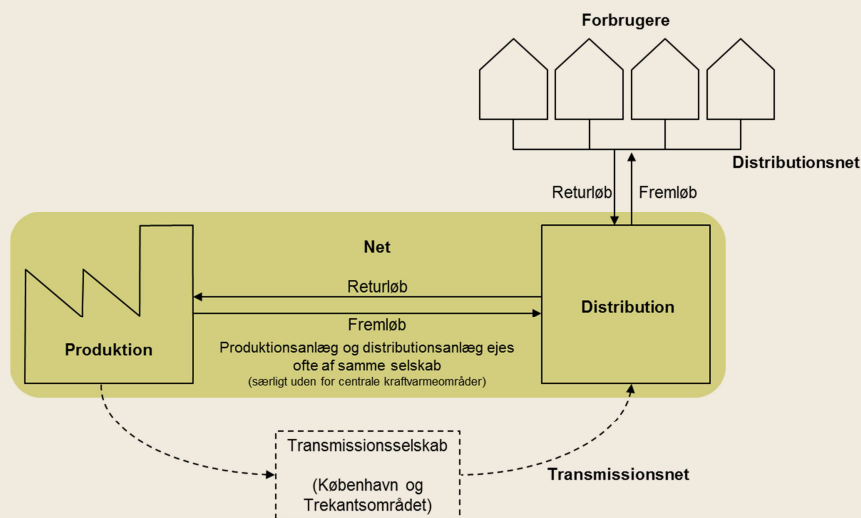 Forbrugere
Distributionsnet
Returløb
Fremløb
Net
Returløb
Fremløb
Produktion
Distribution
Produktionsanlæg og distributionsanlæg ejes
ofte af samme selskab
(særligt uden for centrale kraftvarmeområder)
Transmissionsselskab
(København og
Trekantsområdet)
Transmissionsnet